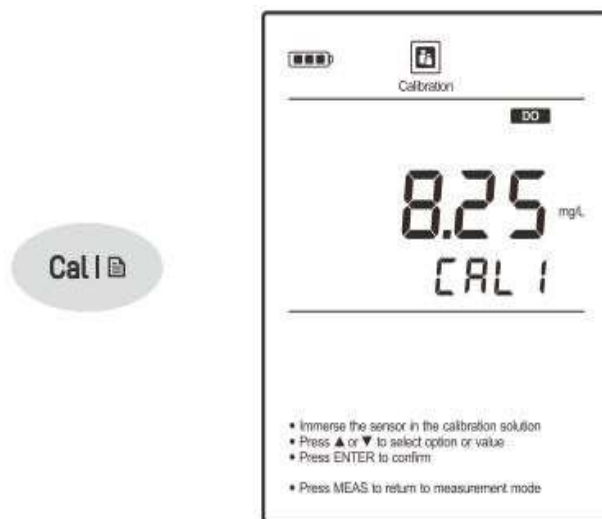 Calibration
DO
8.25 mg/L
CAL 1
Cal |
• Immerse the sensor in the calibration solution
• Press ▲ or ▼ to select option or value
• Press ENTER to confirm
• Press MEAS to return to measurement mode